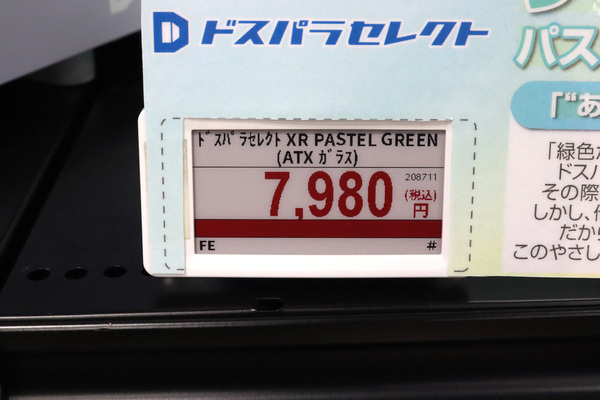 ドスパラセレクト
パス
「"あ
ﾄﾞｽﾊﾟﾗｾﾚｸﾄ XR PASTEL GREEN
(ATX ｶﾞﾗｽ)
208711
7,980
(税込)
円
FE
#
「緑色か
ドスパ
その際
しかし、
だから
このやさし